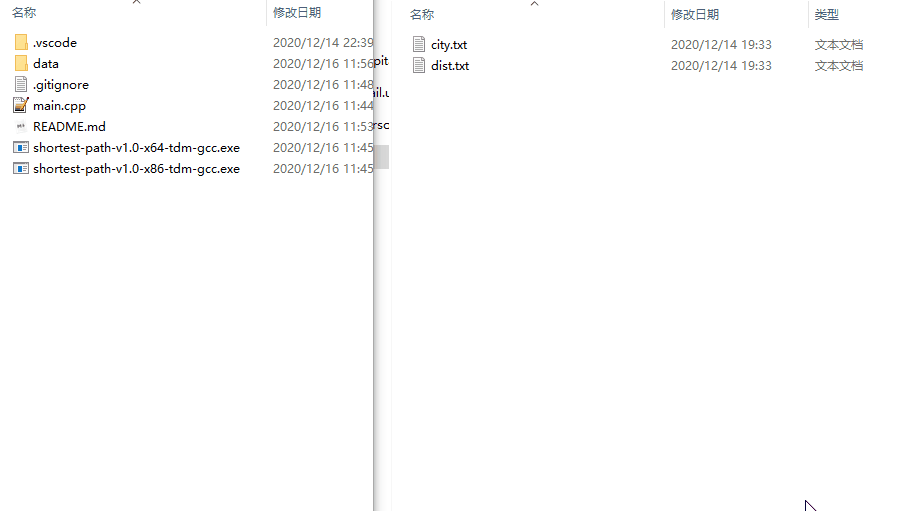 名称 修改日期
.vscode 2020/12/14 22:39
data 2020/12/16 11:56
.gitignore 2020/12/16 11:48
main.cpp 2020/12/16 11:44
README.md 2020/12/16 11:53
shortest-path-v1.0-x64-tdm-gcc.exe 2020/12/16 11:45
shortest-path-v1.0-x86-tdm-gcc.exe 2020/12/16 11:45
pit
ail.u
rsc
名称 修改日期 类型
city.txt 2020/12/14 19:33 文本文档
dist.txt 2020/12/14 19:33 文本文档